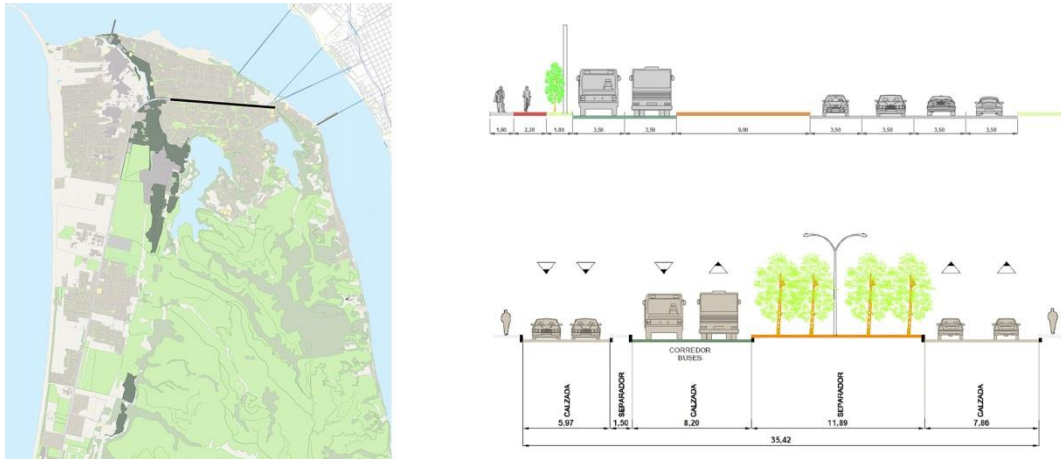 1,60 2,20 1,80 3,50 3,50 9,00 3,50 3,50 3,50 3,50
CORREDOR
BUSES
CALZADA SEPARADOR CALZADA SEPARADOR CALZADA
5,97 1,50 8,20 11,89 7,86
35,42